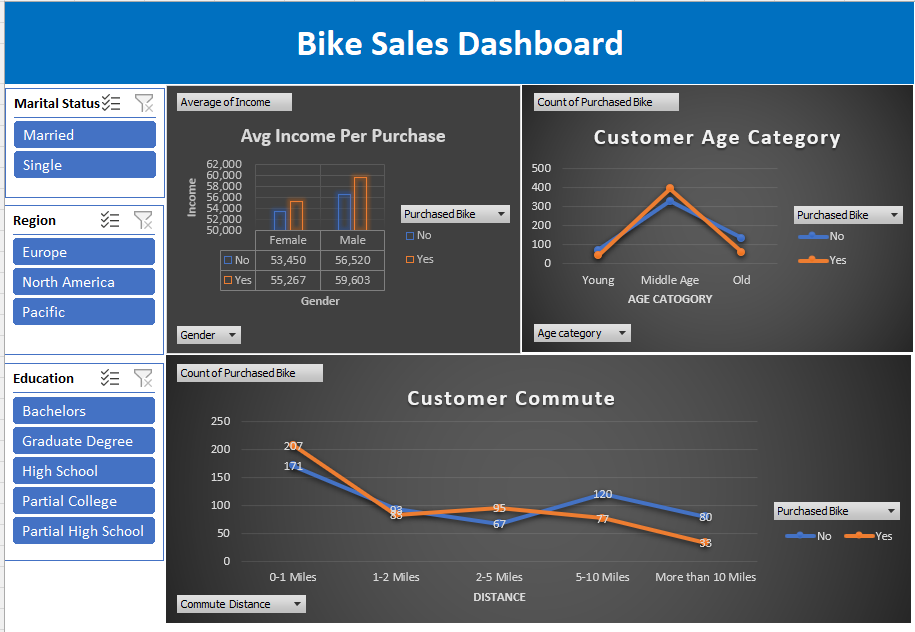 Bike Sales Dashboard
Marital Status
Married
Single
Region
Europe
North America
Pacific
Education
Bachelors
Graduate Degree
High School
Partial College
Partial High School
Average of Income
Avg Income Per Purchase
Income
62,000
60,000
58,000
56,000
54,000
52,000
50,000
Female Male
No 53,450 56,520
Yes 55,267 59,603
Gender
Purchased Bike
No
Yes
Gender
Count of Purchased Bike
Customer Age Category
500
400
300
200
100
0
Young Middle Age Old
AGE CATOGORY
Purchased Bike
No
Yes
Age category
Count of Purchased Bike
Customer Commute
250
200
150
100
50
0
207
171
93
83
95
67
120
77
80
33
0-1 Miles 1-2 Miles 2-5 Miles 5-10 Miles More than 10 Miles
DISTANCE
Purchased Bike
No Yes
Commute Distance